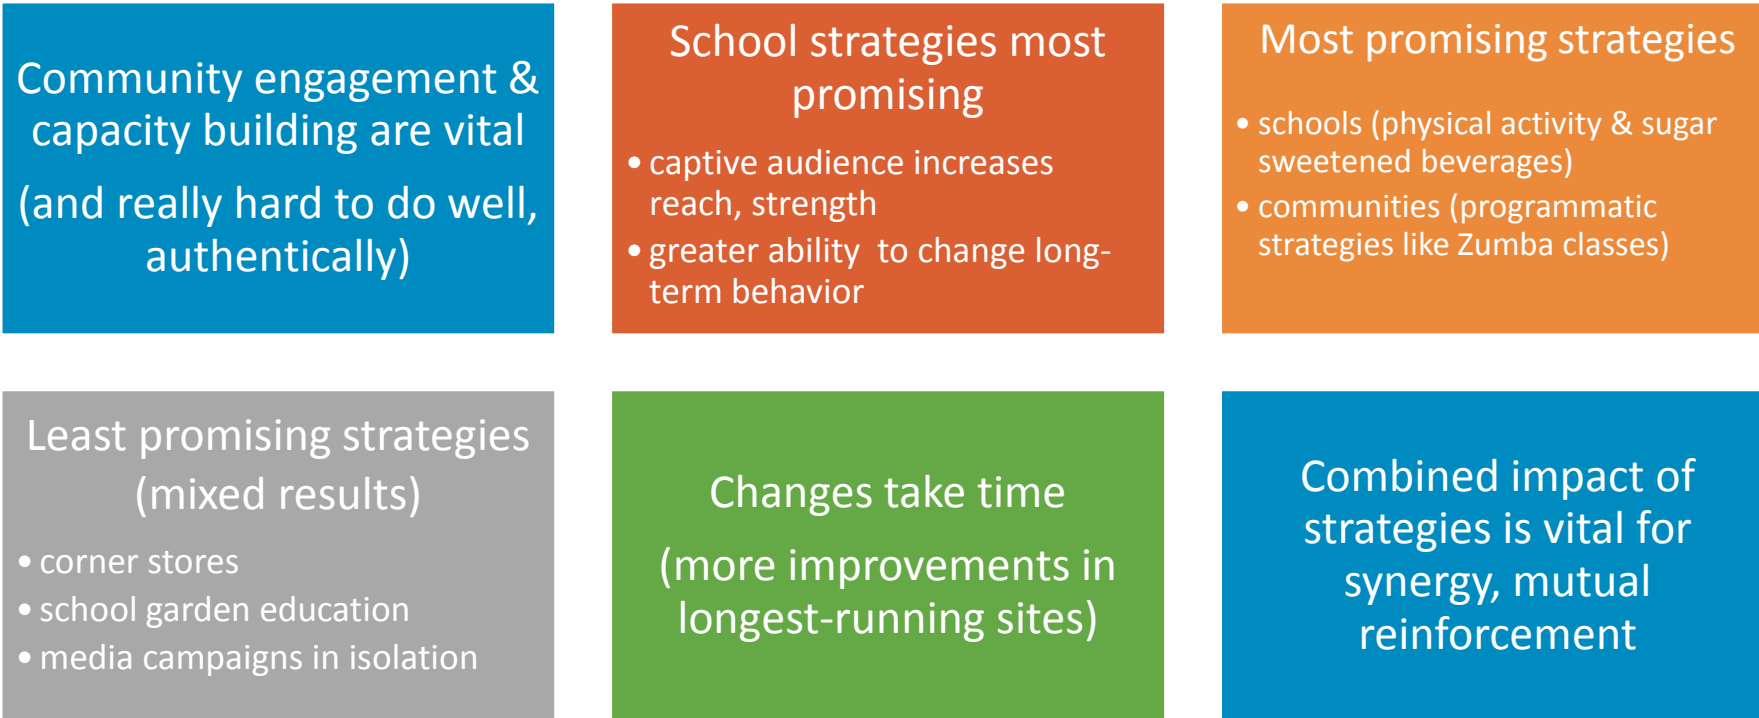 Community engagement &
capacity building are vital
(and really hard to do well,
authentically)
School strategies most
promising
• captive audience increases
reach, strength
• greater ability  to change long-
term behavior
Most promising strategies
• schools (physical activity & sugar
sweetened beverages)
• communities (programmatic
strategies like Zumba classes)
Least promising strategies
(mixed results)
• corner stores
• school garden education
• media campaigns in isolation
Changes take time
(more improvements in
longest-running sites)
Combined impact of
strategies is vital for
synergy, mutual
reinforcement